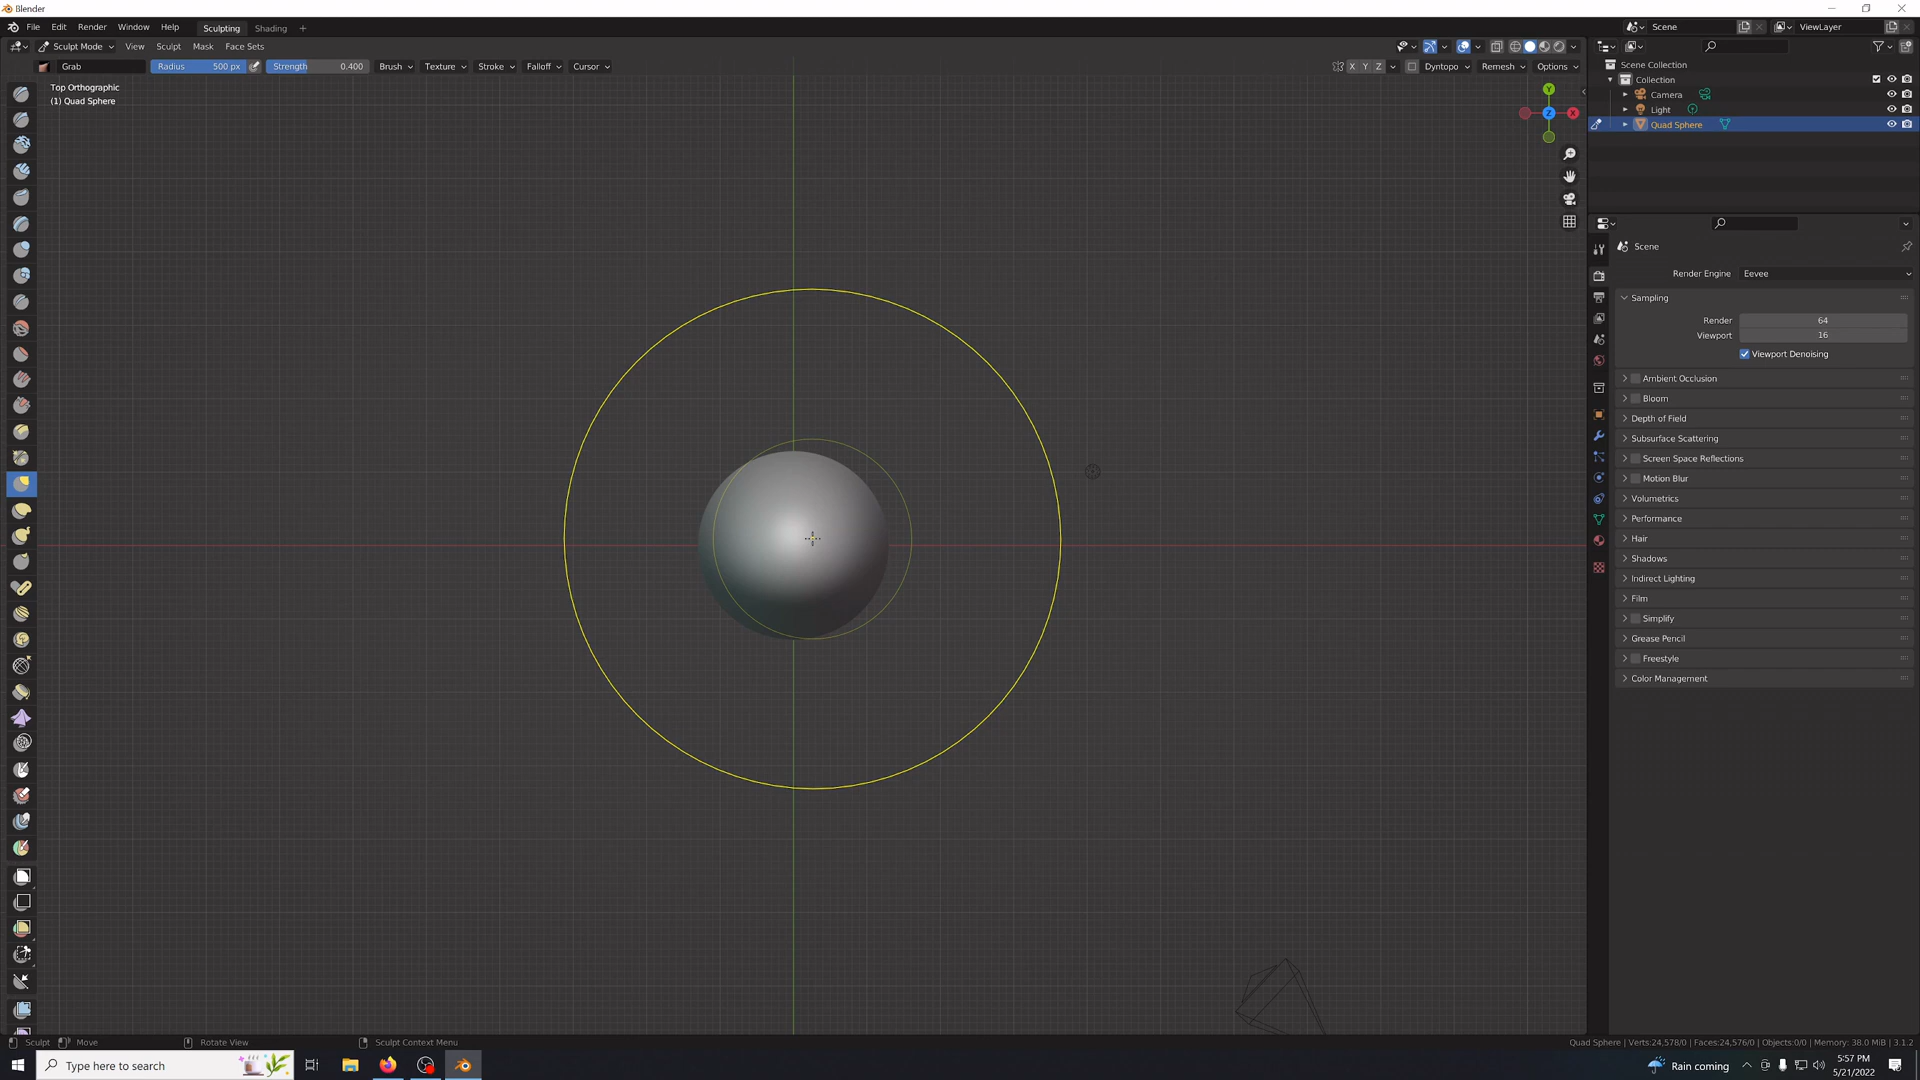 Blender
File Edit Render Window Help Sculpting Shading + Scene ViewLayer
Sculpt Mode View Sculpt Mask Face Sets
Grab Radius 500 px Strength 0.400 Brush Texture Stroke Falloff Cursor X Y Z Dyntopo Remesh Options
Top Orthographic
(1) Quad Sphere
Y
Z X
Scene Collection
Collection
Camera
Light
Quad Sphere
Scene
Render Engine Eevee
Sampling
Render 64
Viewport 16
Viewport Denoising
Ambient Occlusion
Bloom
Depth of Field
Subsurface Scattering
Screen Space Reflections
Motion Blur
Volumetrics
Performance
Hair
Shadows
Indirect Lighting
Film
Simplify
Grease Pencil
Freestyle
Color Management
Sculpt Move Rotate View Sculpt Context Menu Quad Sphere | Verts:24,578/0 | Faces:24,576/0 | Objects:0/0 | Memory: 38.0 MiB | 3.1.2
Type here to search Rain coming 5:57 PM
5/21/2022